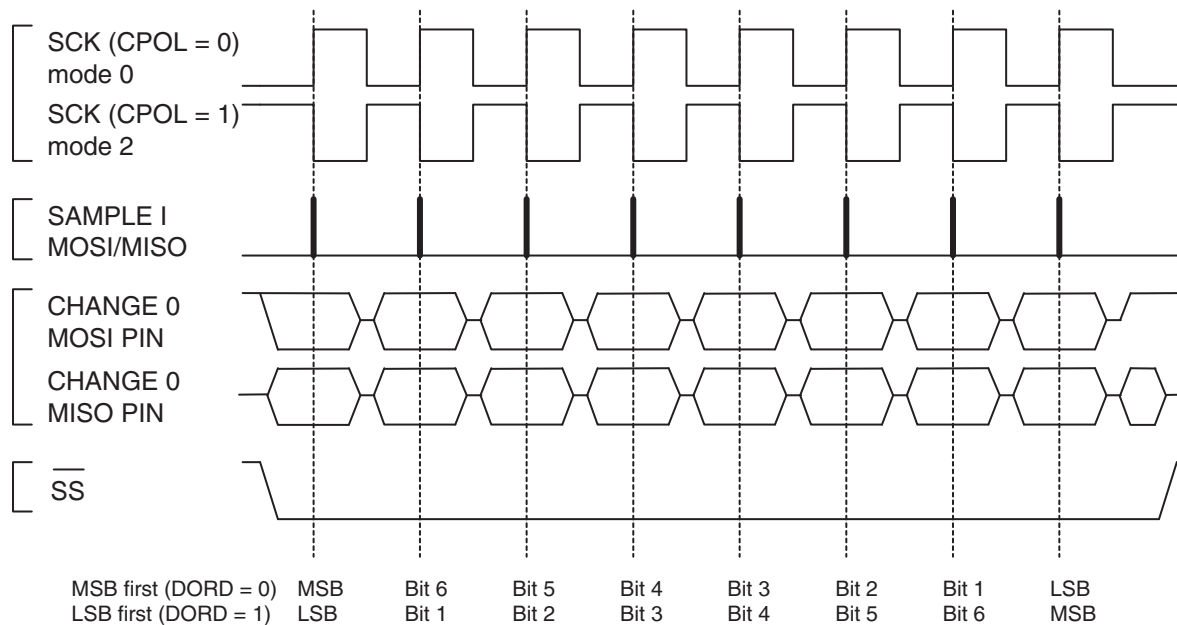 SCK (CPOL = 0)
mode 0
SCK (CPOL = 1)
mode 2
SAMPLE I
MOSI/MISO
CHANGE 0
MOSI PIN
CHANGE 0
MISO PIN
SS
MSB first (DORD = 0) MSB Bit 6 Bit 5 Bit 4 Bit 3 Bit 2 Bit 1 LSB
LSB first (DORD = 1) LSB Bit 1 Bit 2 Bit 3 Bit 4 Bit 5 Bit 6 MSB